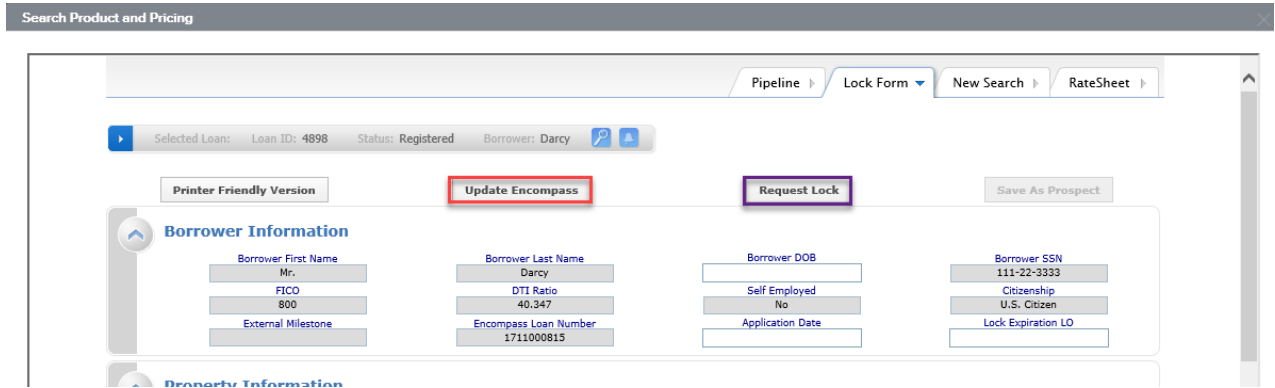 Search Product and Pricing
Pipeline Lock Form New Search RateSheet
Selected Loan: Loan ID: 4898 Status: Registered Borrower: Darcy
Printer Friendly Version Update Encompass Request Lock Save As Prospect
Borrower Information
Borrower First Name Borrower Last Name Borrower DOB Borrower SSN
Mr. Darcy 111-22-3333
FICO DTI Ratio Self Employed Citizenship
800 40.347 No U.S. Citizen
External Milestone Encompass Loan Number Application Date Lock Expiration LO
1711000815
Property Information